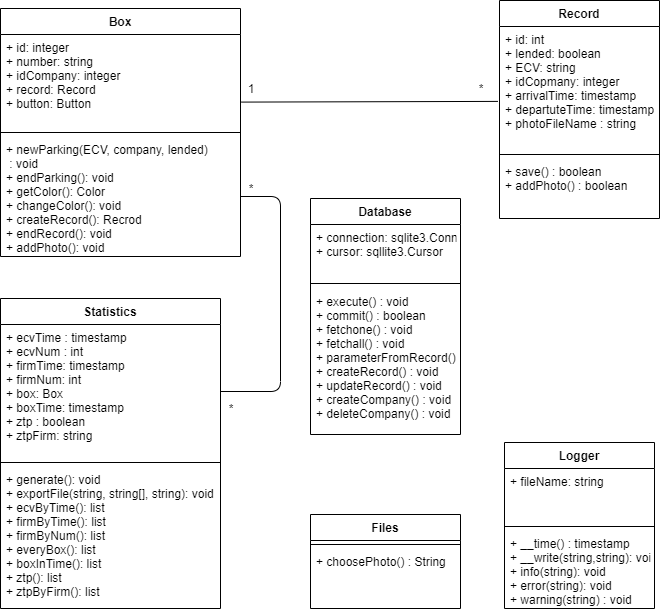 Box
+ id: integer
+ number: string
+ idCompany: integer
+ record: Record
+ button: Button
+ newParking(ECV, company, lended)
: void
+ endParking(): void
+ getColor(): Color
+ changeColor(): void
+ createRecord(): Recrod
+ endRecord(): void
+ addPhoto(): void
1
*
Record
+ id: int
+ lended: boolean
+ ECV: string
+ idCopmany: integer
+ arrivalTime: timestamp
+ departuteTime: timestamp
+ photoFileName : string
+ save() : boolean
+ addPhoto() : boolean
*
Database
+ connection: sqlite3.Conn
+ cursor: sqllite3.Cursor
+ execute() : void
+ commit() : boolean
+ fetchone() : void
+ fetchall() : void
+ parameterFromRecord()
+ createRecord() : void
+ updateRecord() : void
+ createCompany() : void
+ deleteCompany() : void
Statistics
+ ecvTime : timestamp
+ ecvNum : int
+ firmTime: timestamp
+ firmNum: int
+ box: Box
+ boxTime: timestamp
+ ztp : boolean
+ ztpFirm: string
+ generate(): void
+ exportFile(string, string[], string): void
+ ecvByTime(): list
+ firmByTime(): list
+ firmByNum(): list
+ everyBox(): list
+ boxInTime(): list
+ ztp(): list
+ ztpByFirm(): list
*
Files
+ choosePhoto() : String
Logger
+ fileName: string
+ __time() : timestamp
+ __write(string,string): voi
+ info(string): void
+ error(string): void
+ warning(string) : void